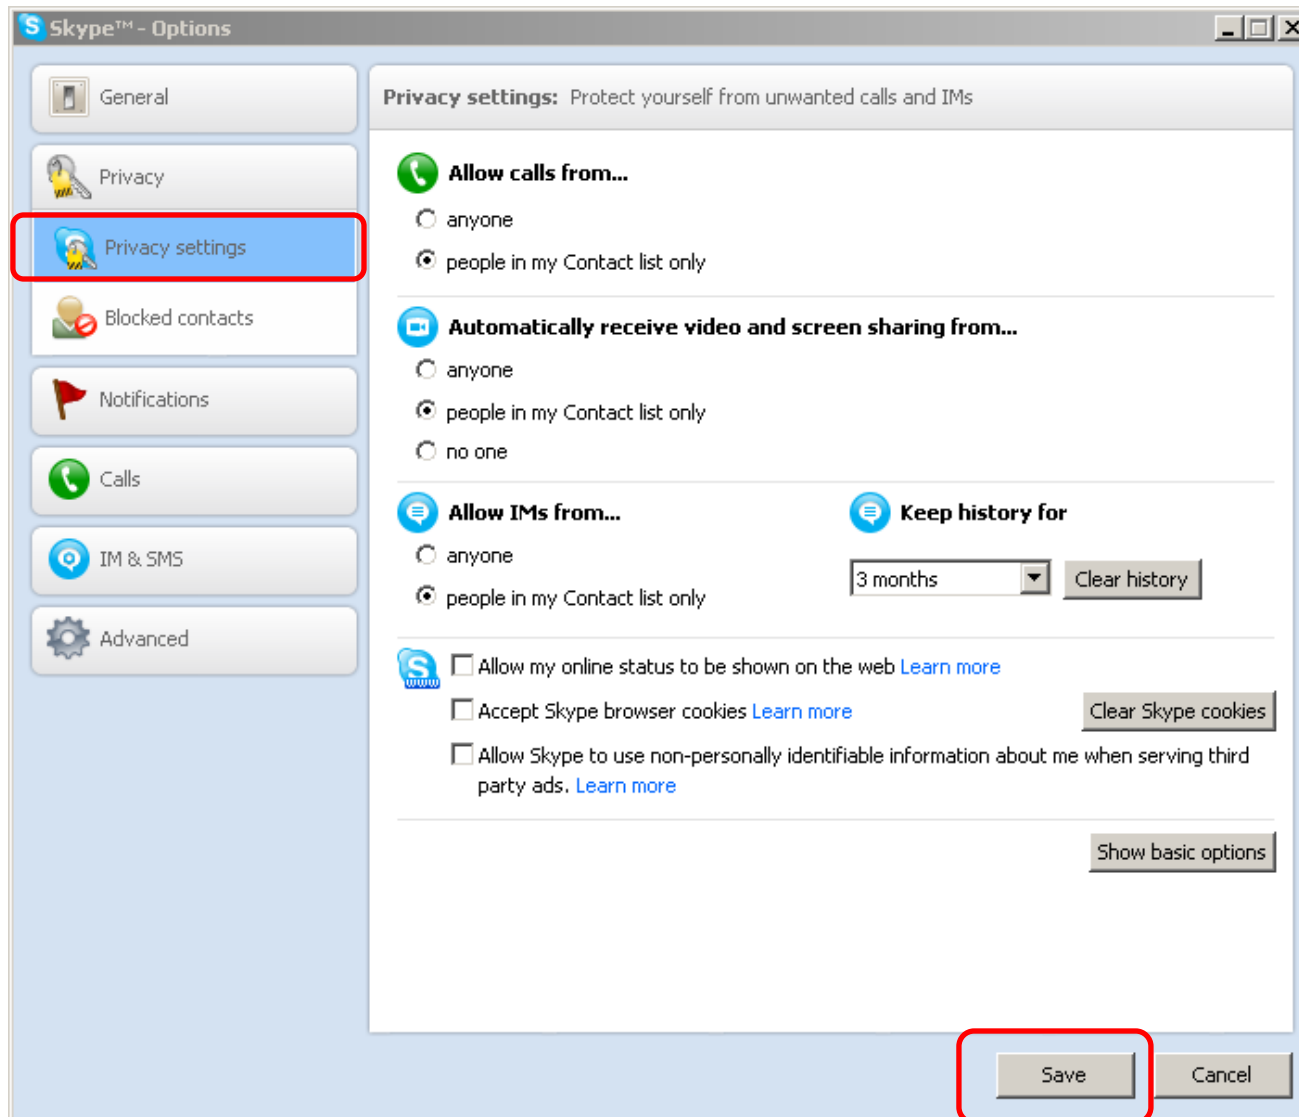 Skype™ - Options
General
Privacy
Privacy settings
Blocked contacts
Notifications
Calls
IM & SMS
Advanced
Privacy settings: Protect yourself from unwanted calls and IMs
Allow calls from...
anyone
people in my Contact list only
Automatically receive video and screen sharing from...
anyone
people in my Contact list only
no one
Allow IMs from...
anyone
people in my Contact list only
Keep history for
3 months
Clear history
Allow my online status to be shown on the web Learn more
Accept Skype browser cookies Learn more
Clear Skype cookies
Allow Skype to use non-personally identifiable information about me when serving third
party ads. Learn more
Show basic options
Save
Cancel